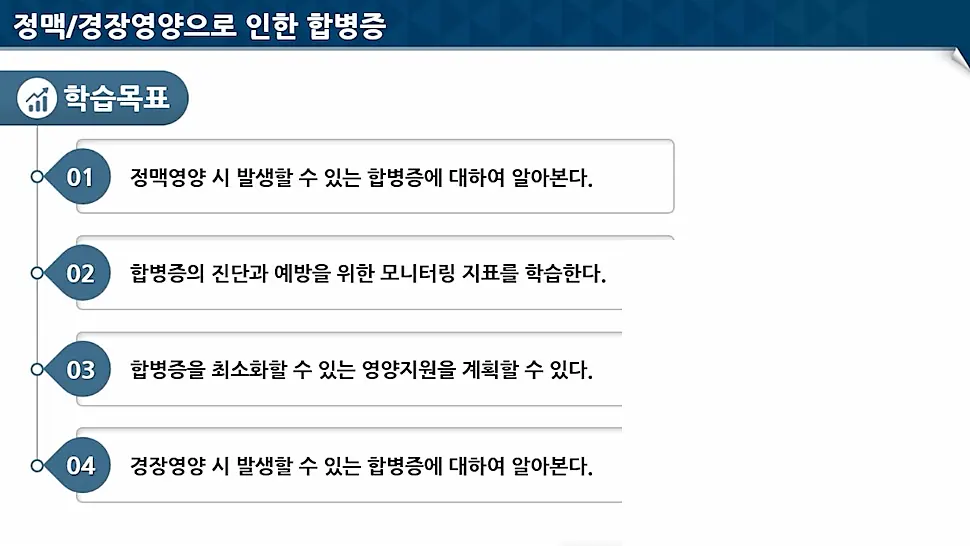 정맥/경장영양으로 인한 합병증
학습목표
01 정맥영양 시 발생할 수 있는 합병증에 대하여 알아본다.
02 합병증의 진단과 예방을 위한 모니터링 지표를 학습한다.
03 합병증을 최소화할 수 있는 영양지원을 계획할 수 있다.
04 경장영양 시 발생할 수 있는 합병증에 대하여 알아본다.